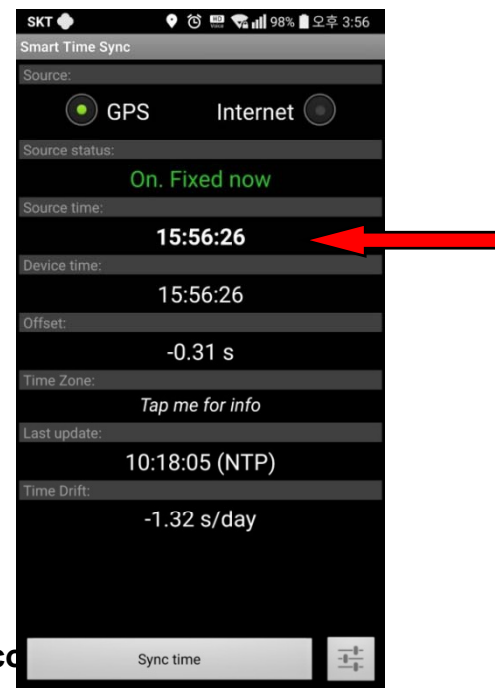 SKT HD Voice 98% 오후 3:56
Smart Time Sync
Source:
GPS Internet
Source status:
On. Fixed now
Source time:
15:56:26
Device time:
15:56:26
Offset:
-0.31 s
Time Zone:
Tap me for info
Last update:
10:18:05 (NTP)
Time Drift:
-1.32 s/day
Sync time